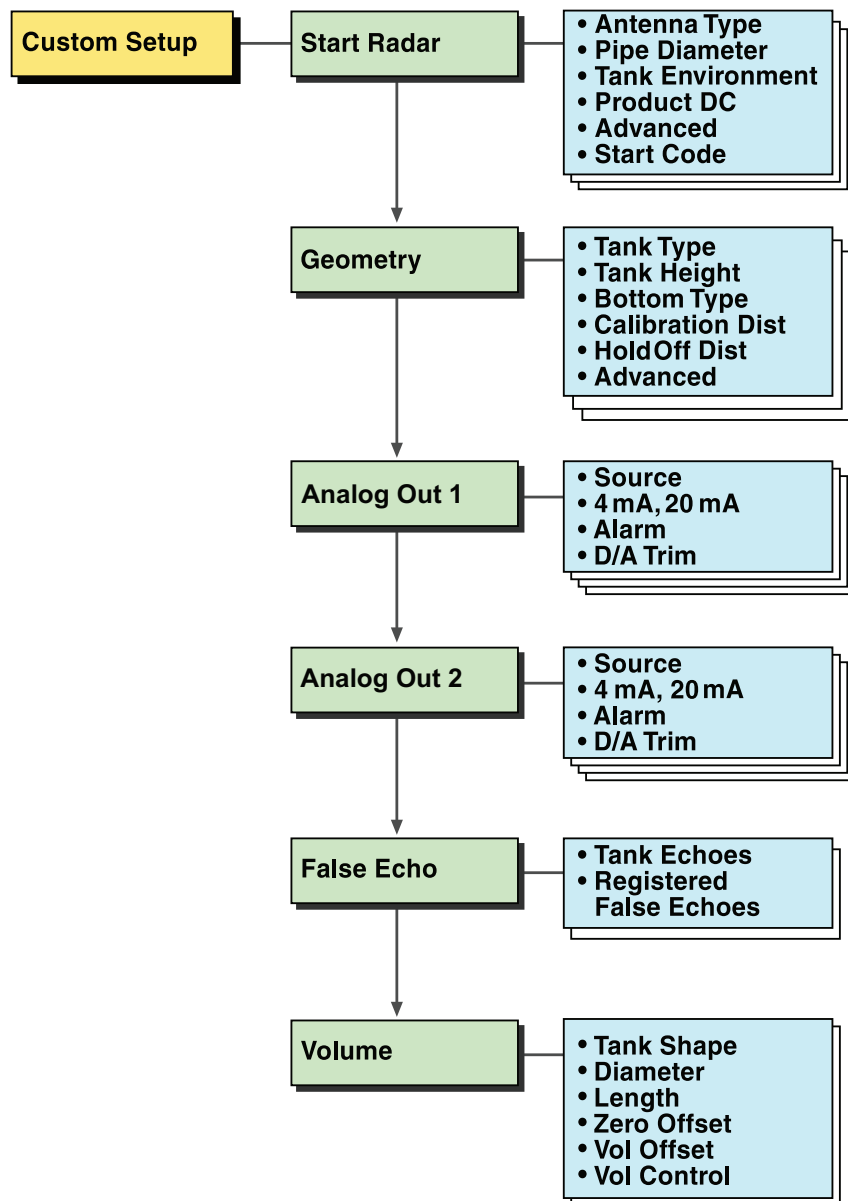 Custom Setup
Start Radar
• Antenna Type
• Pipe Diameter
• Tank Environment
• Product DC
• Advanced
• Start Code
Geometry
• Tank Type
• Tank Height
• Bottom Type
• Calibration Dist
• HoldOff Dist
• Advanced
Analog Out 1
• Source
• 4 mA, 20 mA
• Alarm
• D/A Trim
Analog Out 2
• Source
• 4 mA, 20 mA
• Alarm
• D/A Trim
False Echo
• Tank Echoes
• Registered
False Echoes
Volume
• Tank Shape
• Diameter
• Length
• Zero Offset
• Vol Offset
• Vol Control